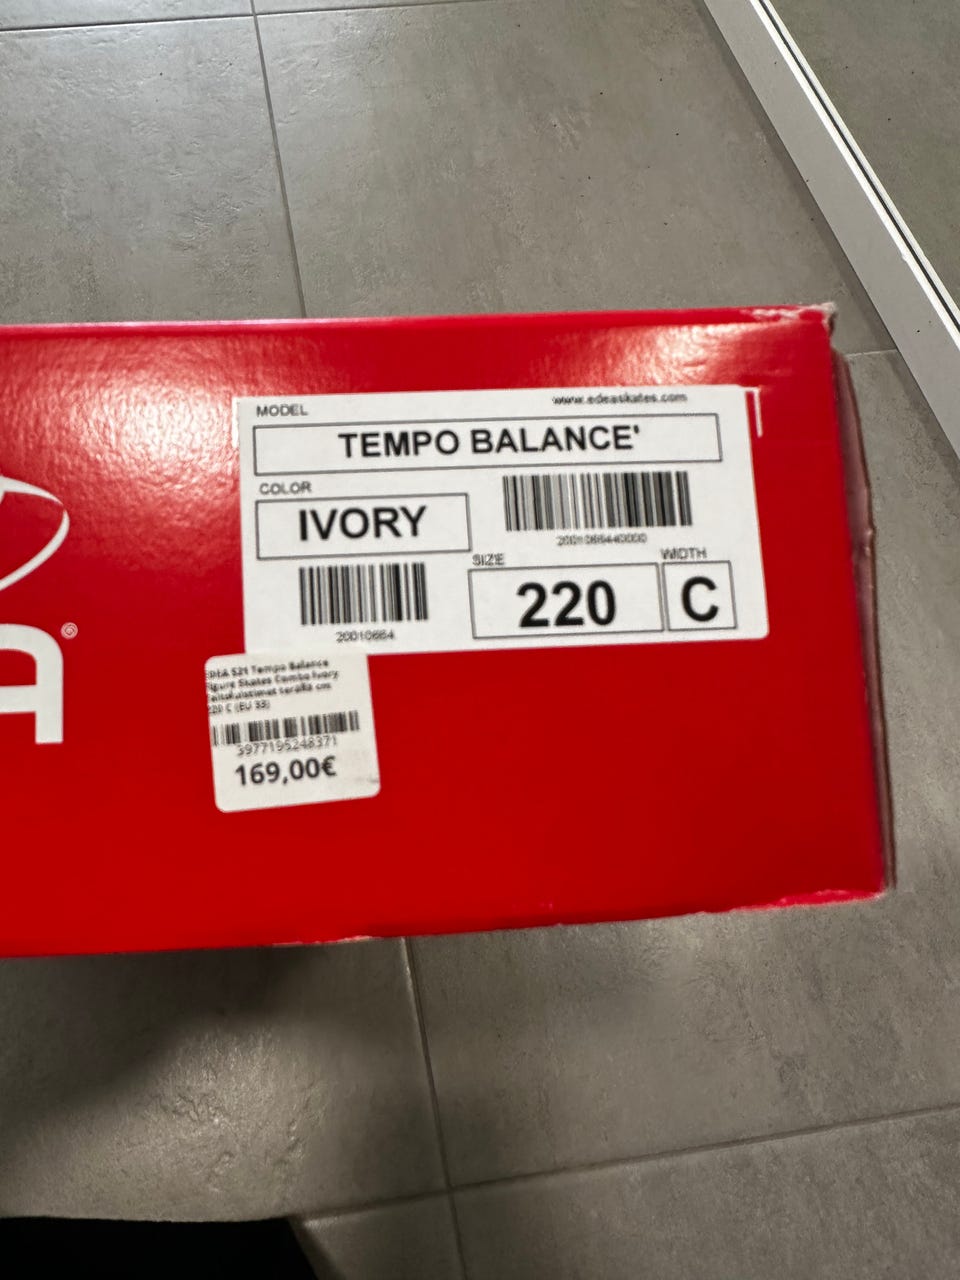 www.edeaskates.com
MODEL
TEMPO BALANCE'
COLOR
IVORY
SIZE
WIDTH
220
C
20010664
A®
Tempo Balance
Figure Skates Combo Ivory
220 C (EU 33)
169,00€